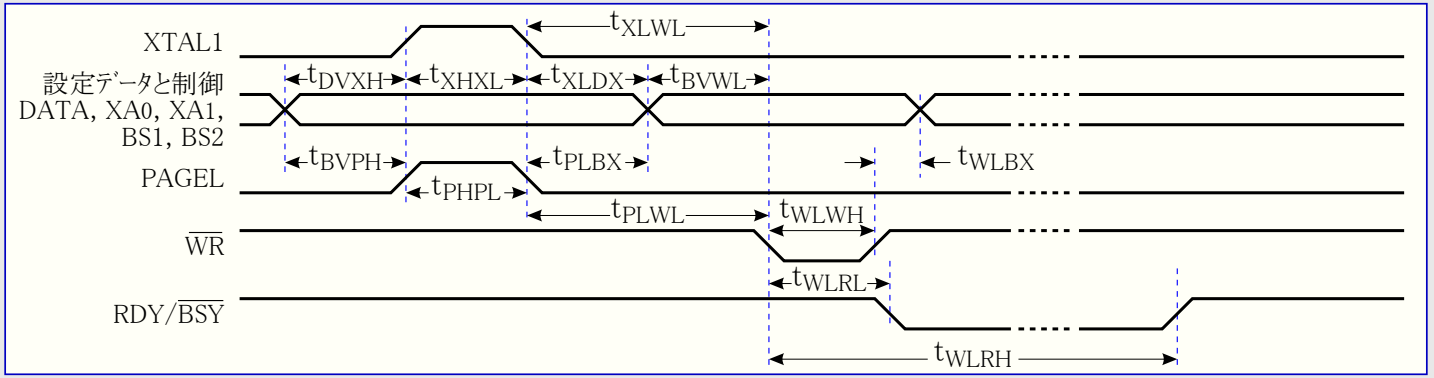 tXLWL
XTAL1
tDVXH tXHXL tXLDX tBVWL
設定データと制御
DATA, XA0, XA1,
BS1, BS2
tBVPH tPLBX tWLBX
PAGEL
tPHPL
tPLWL tWLWH
WR
tWLRL
RDY/BSY
tWLRH